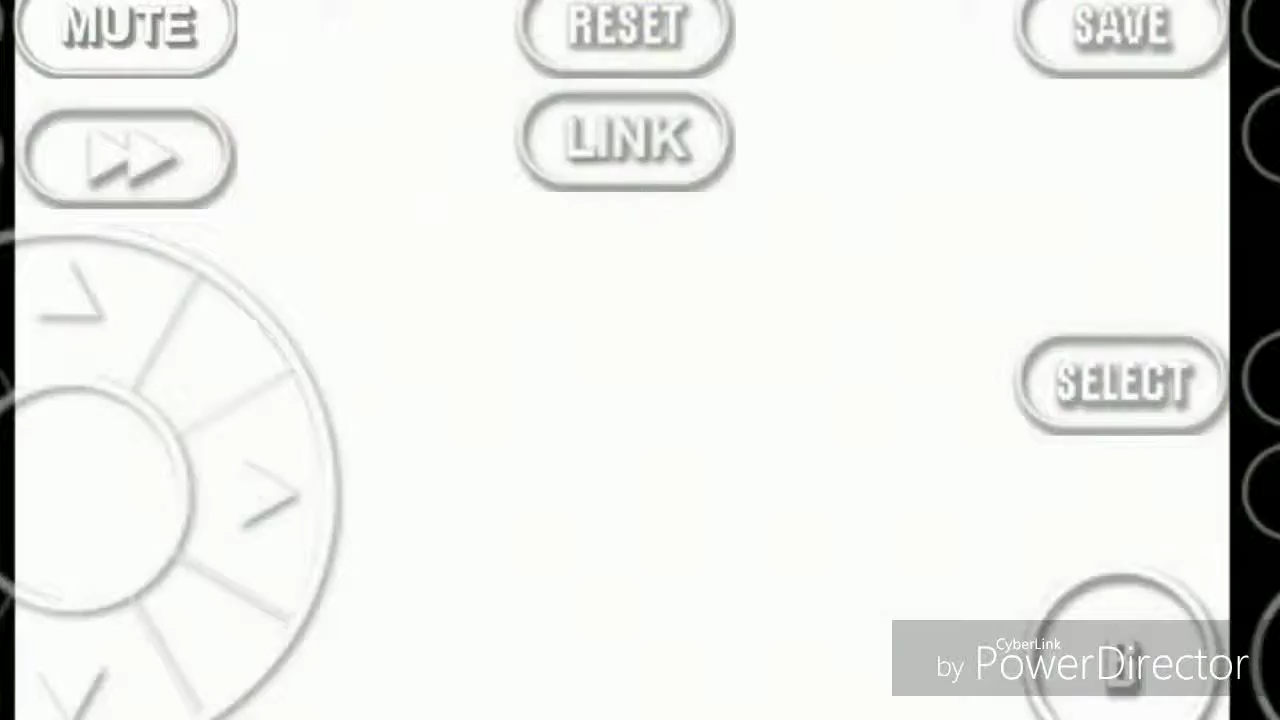 MUTE
RESET
SAVE
LINK
SELECT
CyberLink
by PowerDirector